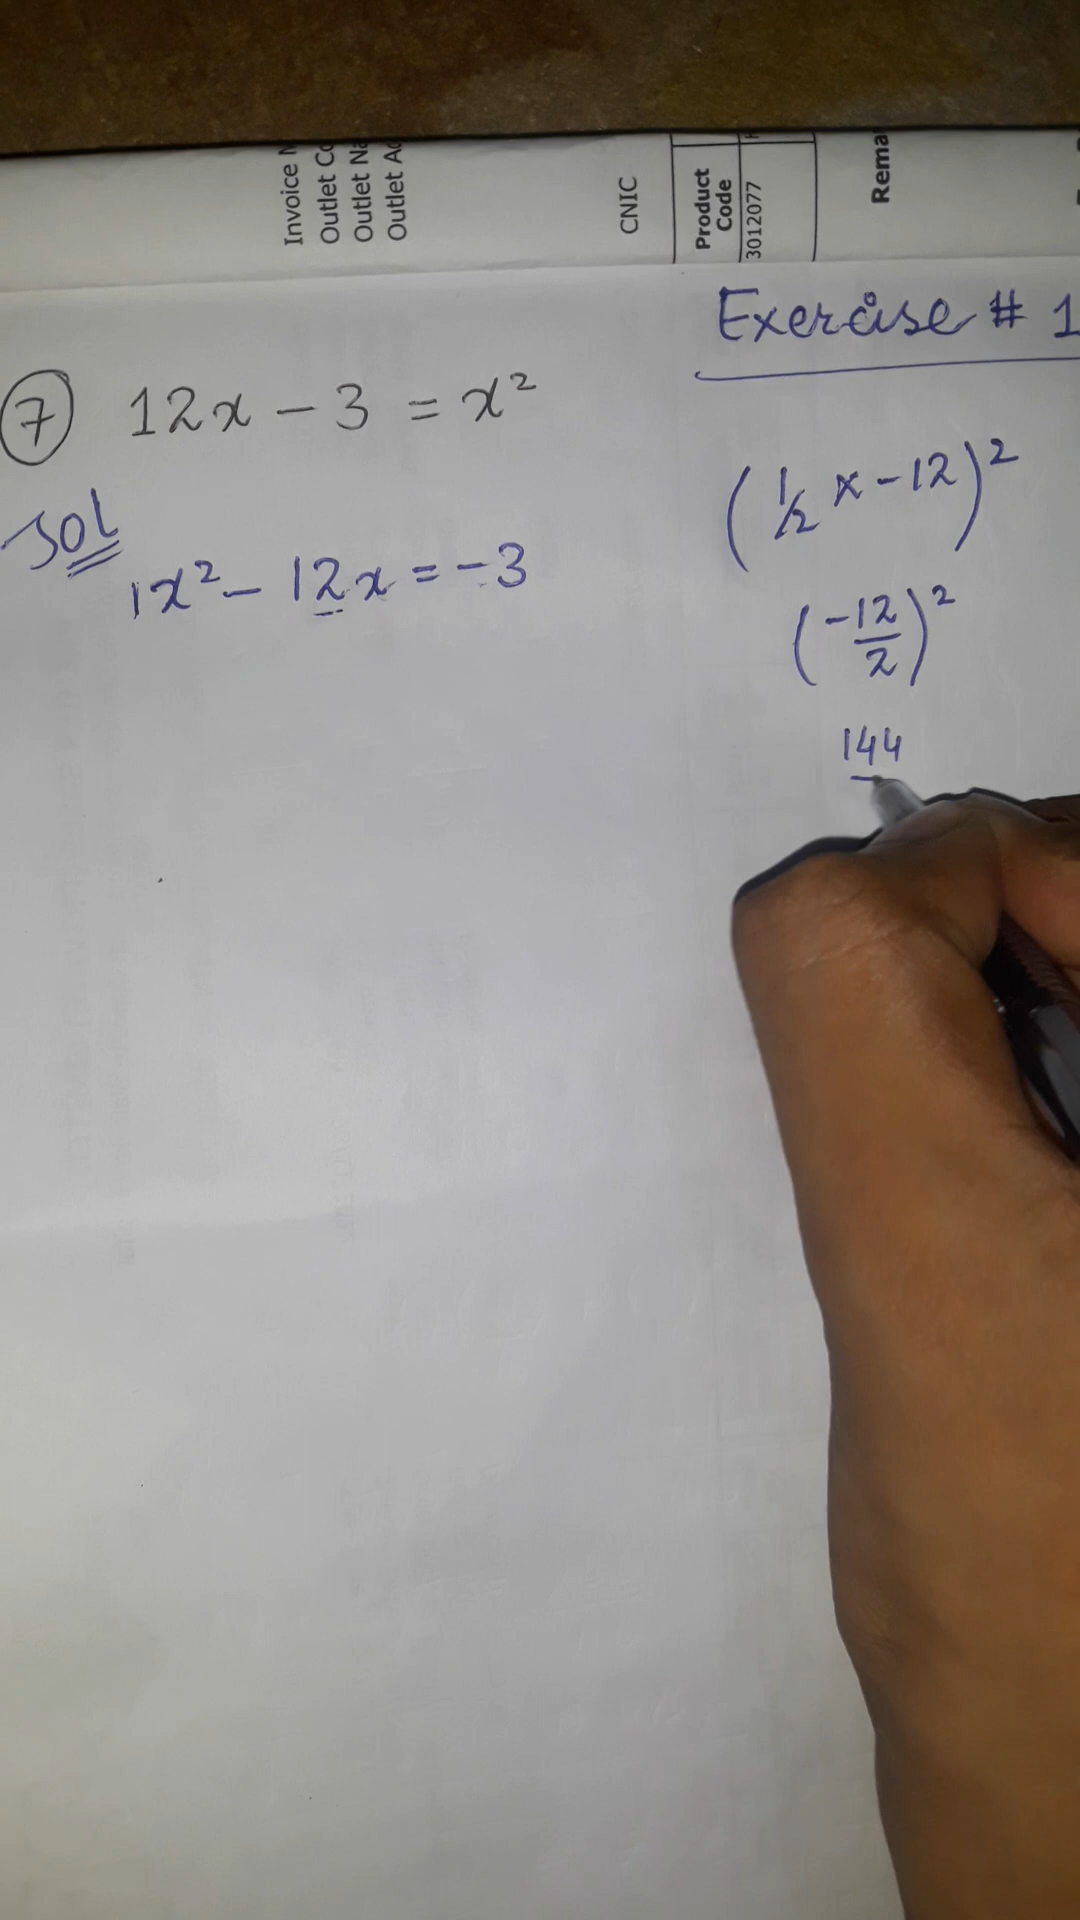 Invoice
Outlet
Outlet
Outlet
CNIC
Product
Code
3012077
Exercise # 1
7 12x - 3 = x²
Sol
1x² - 12x = -3
(1/2 x - 12)²
(-12/2)²
144